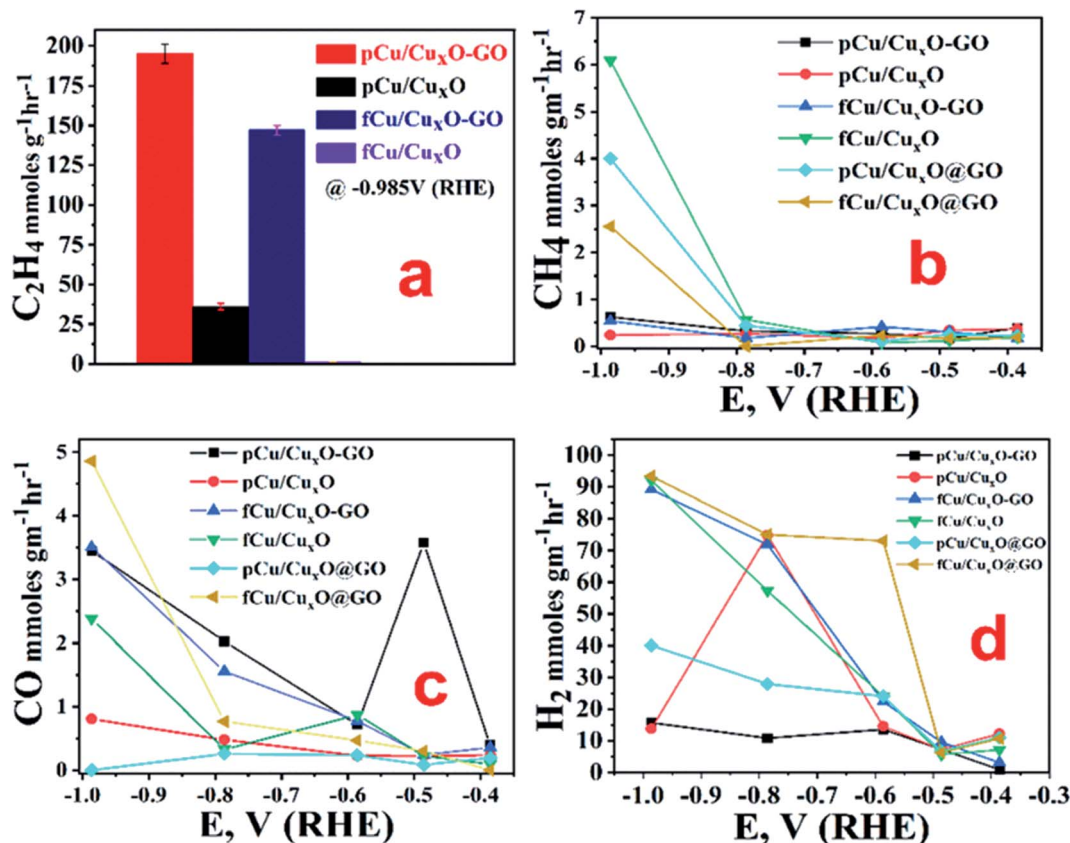 a
C₂H₄ mmoles g⁻¹hr⁻¹
200
175
150
125
100
75
50
25
0
pCu/CuₓO-GO
pCu/CuₓO
fCu/CuₓO-GO
fCu/CuₓO
@ -0.985V (RHE)
b
CH4 mmoles gm⁻¹hr⁻¹
7
6
5
4
3
2
1
0
pCu/CuₓO-GO
pCu/CuₓO
fCu/CuₓO-GO
fCu/CuₓO
pCu/CuₓO@GO
fCu/CuₓO@GO
-1.0 -0.9 -0.8 -0.7 -0.6 -0.5 -0.4
E, V (RHE)
c
CO mmoles gm⁻¹hr⁻¹
5
4
3
2
1
0
pCu/CuₓO-GO
pCu/CuₓO
fCu/CuₓO-GO
fCu/CuₓO
pCu/CuₓO@GO
fCu/CuₓO@GO
-1.0 -0.9 -0.8 -0.7 -0.6 -0.5 -0.4
E, V (RHE)
d
H₂ mmoles gm⁻¹hr⁻¹
100
90
80
70
60
50
40
30
20
10
0
pCu/CuₓO-GO
pCu/CuₓO
fCu/CuₓO-GO
fCu/CuₓO
pCu/CuₓO@GO
fCu/CuₓO@GO
-1.0 -0.9 -0.8 -0.7 -0.6 -0.5 -0.4 -0.3
E, V (RHE)